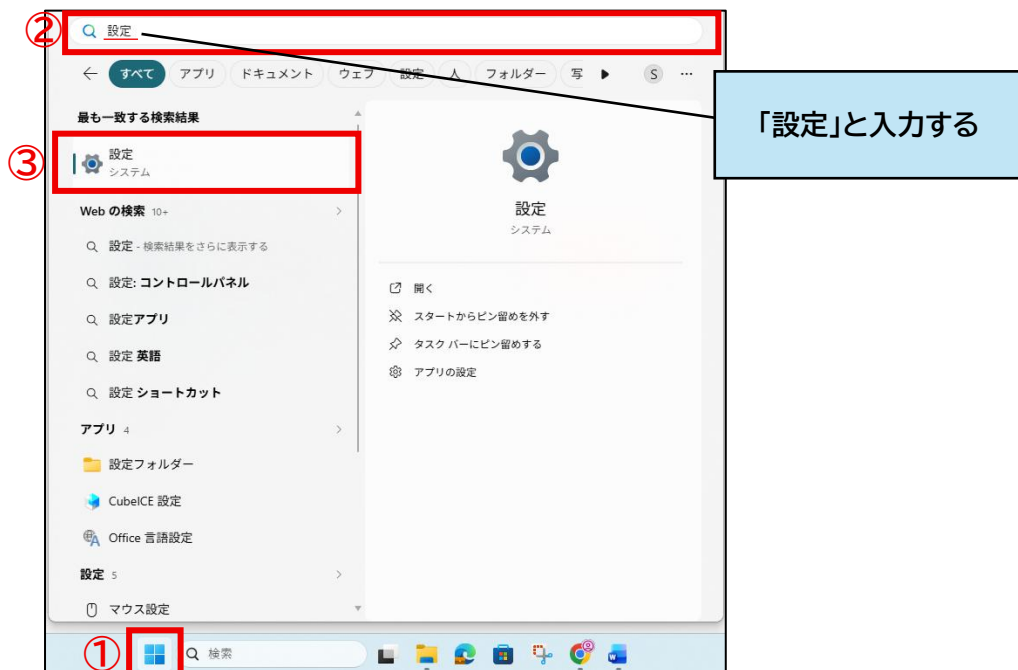 ②
設定
すべて アプリ ドキュメント ウェブ 設定 人 フォルダー 写 S …
「設定」と入力する
最も一致する検索結果
③
設定
システム
設定
システム
Web の検索 10+
設定 - 検索結果をさらに表示する
設定: コントロールパネル
設定アプリ
設定 英語
設定 ショートカット
開く
スタートからピン留めを外す
タスク バーにピン留めする
アプリの設定
アプリ 4
設定フォルダー
CubeICE 設定
Office 言語設定
設定 5
マウス設定
①
検索